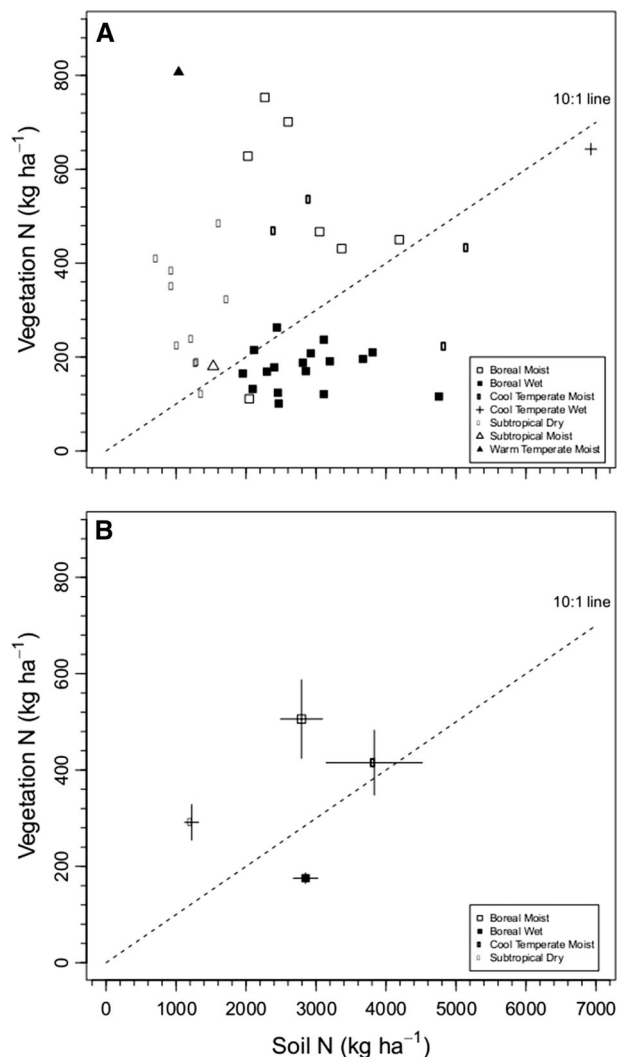 A
Vegetation N (kg ha⁻¹)
0
200
400
600
800
10:1 line
Boreal Moist
Boreal Wet
Cool Temperate Moist
Cool Temperate Wet
Subtropical Dry
Subtropical Moist
Warm Temperate Moist
B
Vegetation N (kg ha⁻¹)
0
200
400
600
800
10:1 line
Boreal Moist
Boreal Wet
Cool Temperate Moist
Subtropical Dry
0 1000 2000 3000 4000 5000 6000 7000
Soil N (kg ha⁻¹)